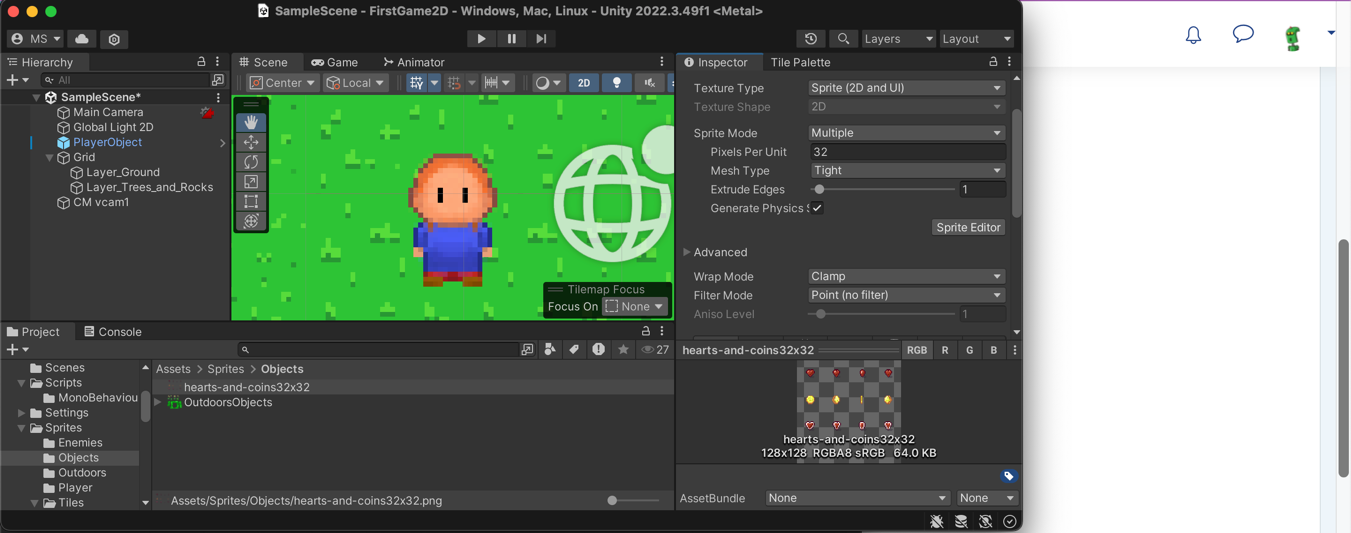 SampleScene - FirstGame2D - Windows, Mac, Linux - Unity 2022.3.49f1 <Metal>
MS
Layers
Layout
Hierarchy
All
SampleScene*
Main Camera
Global Light 2D
PlayerObject
Grid
Layer_Ground
Layer_Trees_and_Rocks
CM vcam1
Scene
Game
Animator
Center
Local
2D
Tilemap Focus
Focus On
None
Inspector
Tile Palette
Texture Type
Sprite (2D and UI)
Texture Shape
2D
Sprite Mode
Multiple
Pixels Per Unit
32
Mesh Type
Tight
Extrude Edges
1
Generate Physics S
Sprite Editor
Advanced
Wrap Mode
Clamp
Filter Mode
Point (no filter)
Aniso Level
1
Project
Console
27
Scenes
Scripts
MonoBehaviou
Settings
Sprites
Enemies
Objects
Outdoors
Player
Tiles
Assets > Sprites > Objects
hearts-and-coins32x32
OutdoorsObjects
Assets/Sprites/Objects/hearts-and-coins32x32.png
hearts-and-coins32x32
RGB
R
G
B
hearts-and-coins32x32
128x128 RGBA8 sRGB 64.0 KB
AssetBundle
None
None